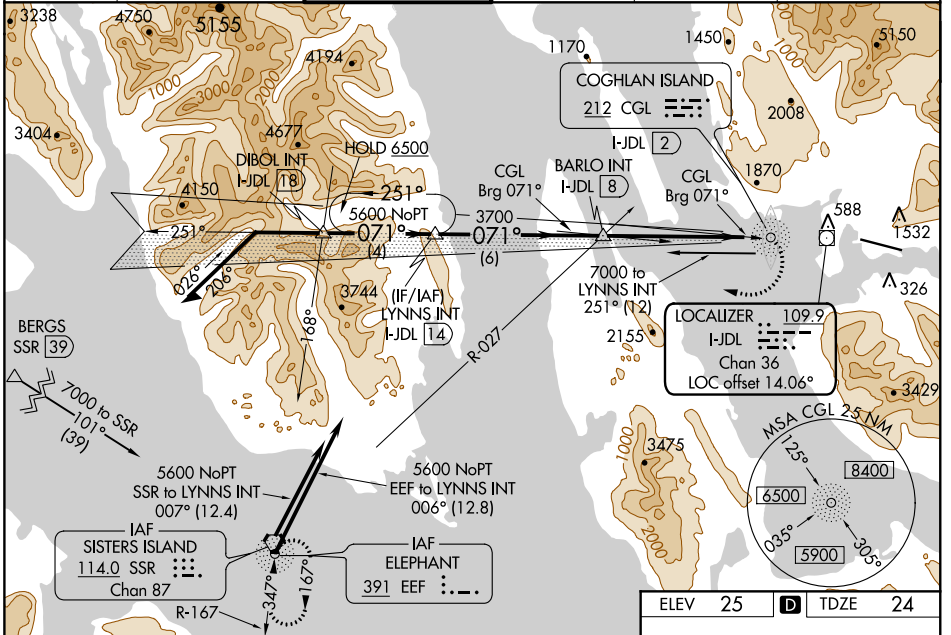 3238
4750
5155
4194
1170
1450
5150
1000
1000
3000
2000
1000
COGHLAN ISLAND
212 CGL
2008
3404
4677
HOLD 6500
I-JDL 2
DIBOL INT
I-JDL 18
BARLO INT
I-JDL 8
CGL
Brg 071°
CGL
Brg 071°
1870
4150
251°
5600 NoPT
3700
588
1532
251°
071°
071°
(4)
(6)
026°
206°
7000 to
LYNNS INT
251° (12)
326
3744
(IF/IAF)
LYNNS INT
I-JDL 14
168°
R-027
2155
LOCALIZER 109.9
I-JDL
Chan 36
LOC offset 14.06°
BERGS
SSR 39
7000 to SSR
101°
(39)
3429
MSA CGL 25 NM
125°
8400
6500
035°
305°
5900
1000
3475
2000
5600 NoPT
SSR to LYNNS INT
007° (12.4)
5600 NoPT
EEF to LYNNS INT
006° (12.8)
IAF
SISTERS ISLAND
114.0 SSR
Chan 87
IAF
ELEPHANT
391 EEF
347°
167°
R-167
ELEV 25 D TDZE 24